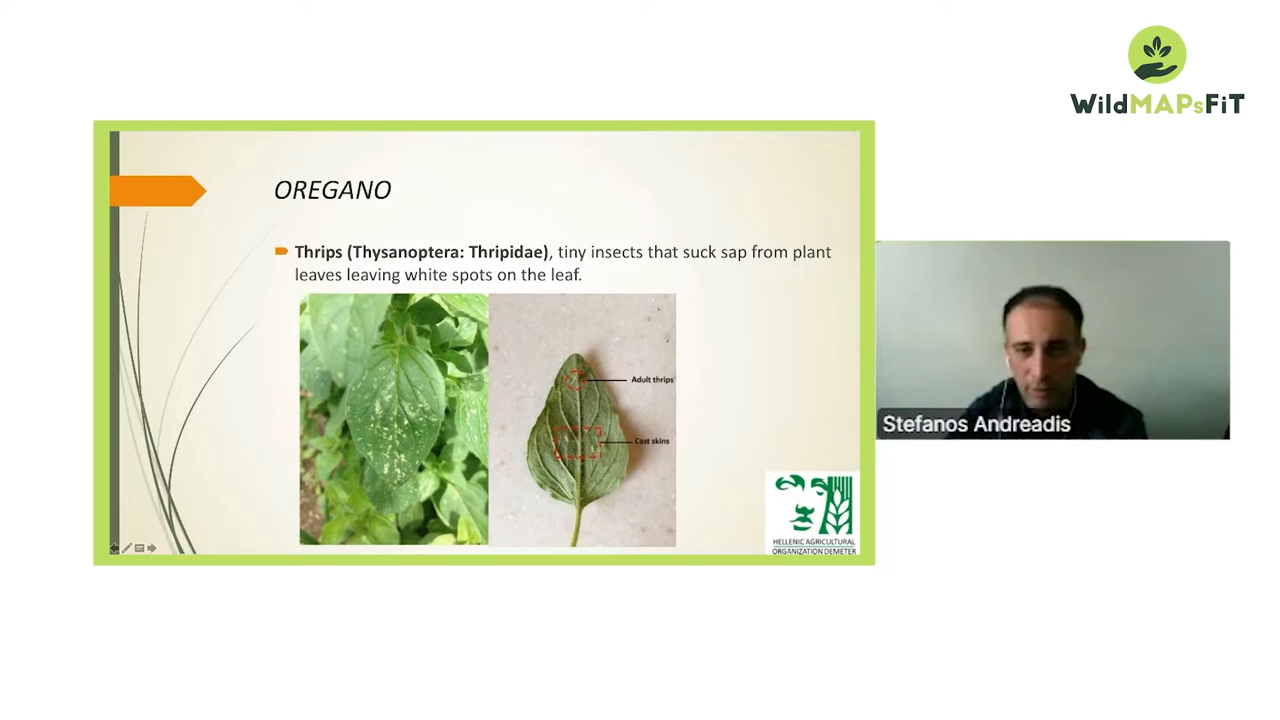 WildMAPsFiT
OREGANO
Thrips (Thysanoptera: Thripidae), tiny insects that suck sap from plant
leaves leaving white spots on the leaf.
Adult thrips
Cast skins
Stefanos Andreadis
HELLENIC AGRICULTURAL
ORGANIZATION DEMETER